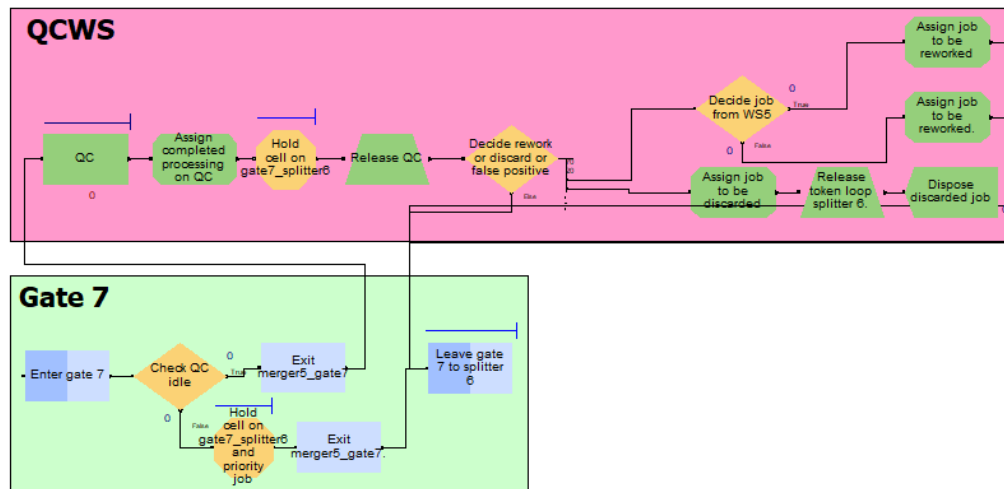 QCWS
QC
0
Assign
completed
processing
on QC
Hold
cell on
gate7_splitter6
Release QC
Decide rework
or discard or
false positive
20
Else
Decide job
from WS5
0
True
0
False
Assign job
to be
reworked
Assign job
to be
reworked.
Assign job
to be
discarded
Release
token loop
splitter 6.
Dispose
discarded job
Gate 7
Enter gate 7
Check QC
idle
0
True
0
False
Exit
merger5_gate7
Hold
cell on
gate7_splitter6
and
priority
job
Exit
merger5_gate7.
Leave gate
7 to splitter
6